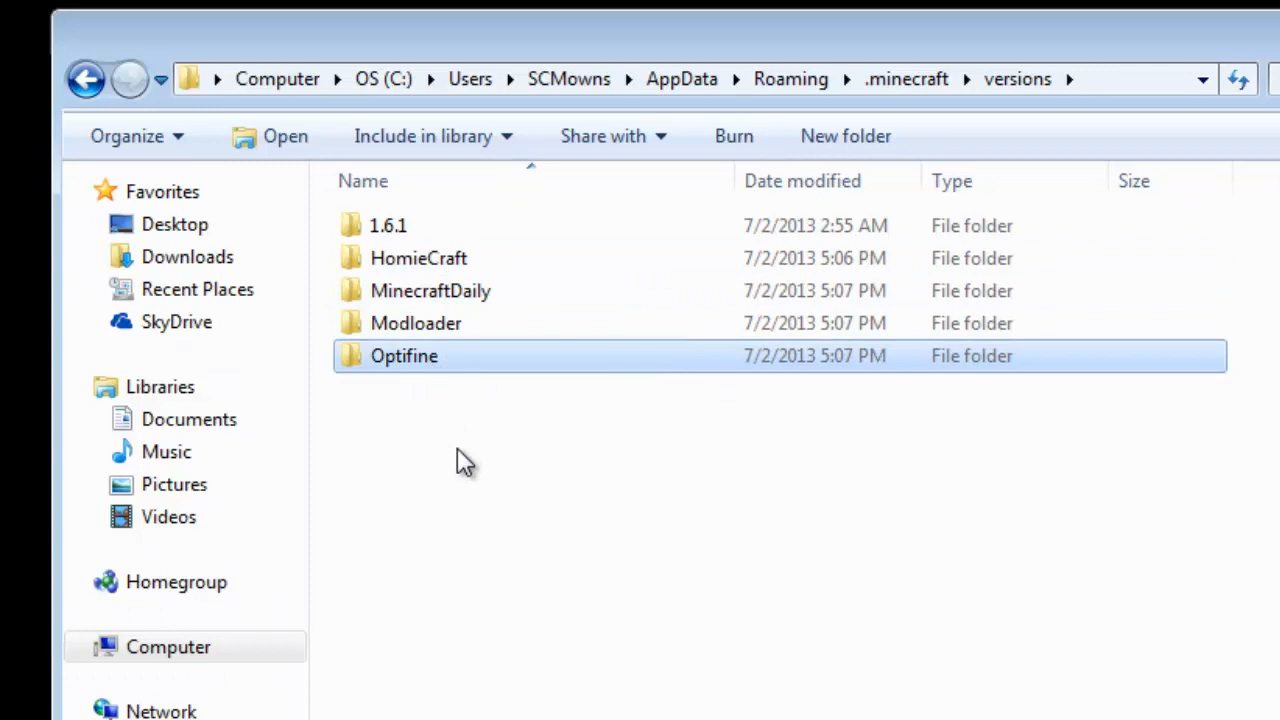 Computer OS (C:) Users SCMowns AppData Roaming .minecraft versions
Organize Open Include in library Share with Burn New folder
Name Date modified Type Size
Favorites
Desktop
Downloads
Recent Places
SkyDrive
Libraries
Documents
Music
Pictures
Videos
Homegroup
Computer
Network
1.6.1 7/2/2013 2:55 AM File folder
HomieCraft 7/2/2013 5:06 PM File folder
MinecraftDaily 7/2/2013 5:07 PM File folder
Modloader 7/2/2013 5:07 PM File folder
Optifine 7/2/2013 5:07 PM File folder